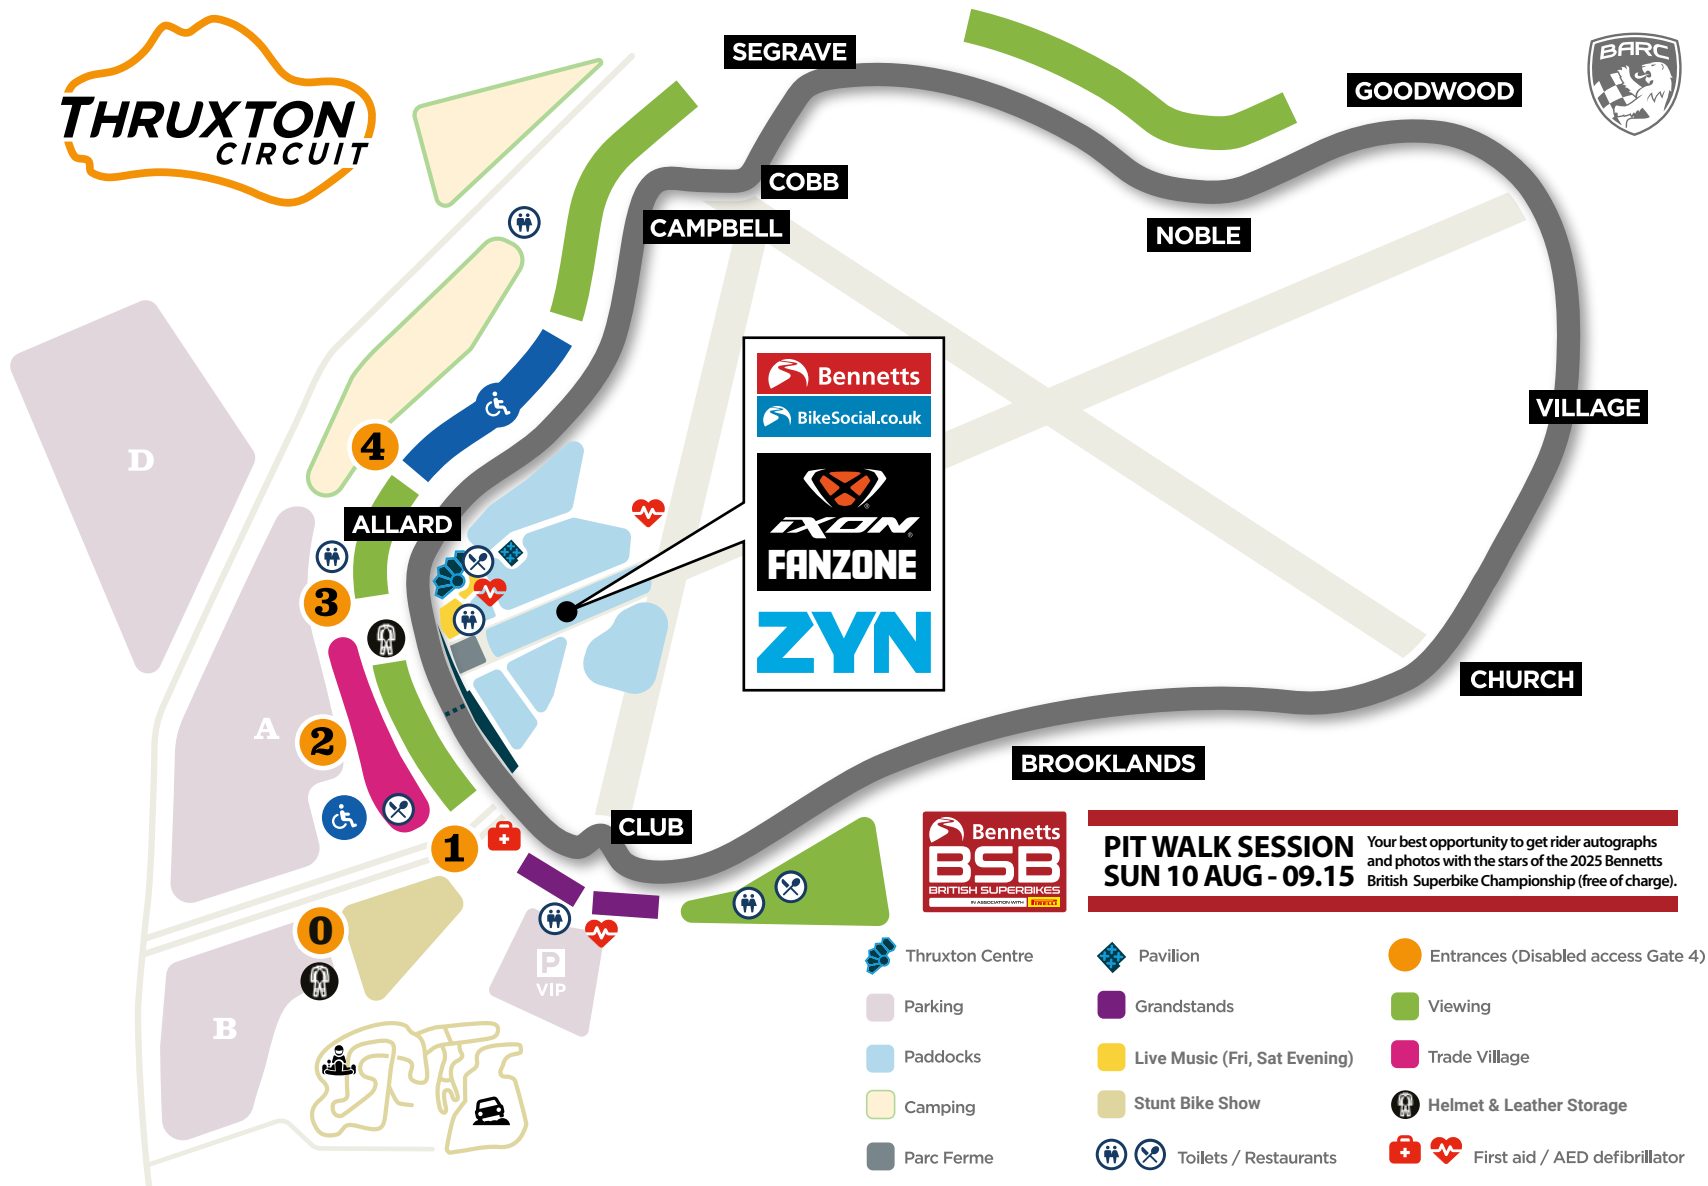 THRUXTON
CIRCUIT
BARC
SEGRAVE
GOODWOOD
COBB
CAMPBELL
NOBLE
Bennetts
BikeSocial.co.uk
VILLAGE
D
4
iXON
FANZONE
ALLARD
3
ZYN
CHURCH
A
2
BROOKLANDS
CLUB
1
Bennetts
BSB
BRITISH SUPERBIKES
IN ASSOCIATION WITH PIRELLI
PIT WALK SESSION
SUN 10 AUG - 09.15
Your best opportunity to get rider autographs
and photos with the stars of the 2025 Bennetts
British Superbike Championship (free of charge).
0
P
VIP
B
Thruxton Centre
Pavilion
Entrances (Disabled access Gate 4)
Parking
Grandstands
Viewing
Paddocks
Live Music (Fri, Sat Evening)
Trade Village
Camping
Stunt Bike Show
Helmet & Leather Storage
Parc Ferme
Toilets / Restaurants
First aid / AED defibrillator